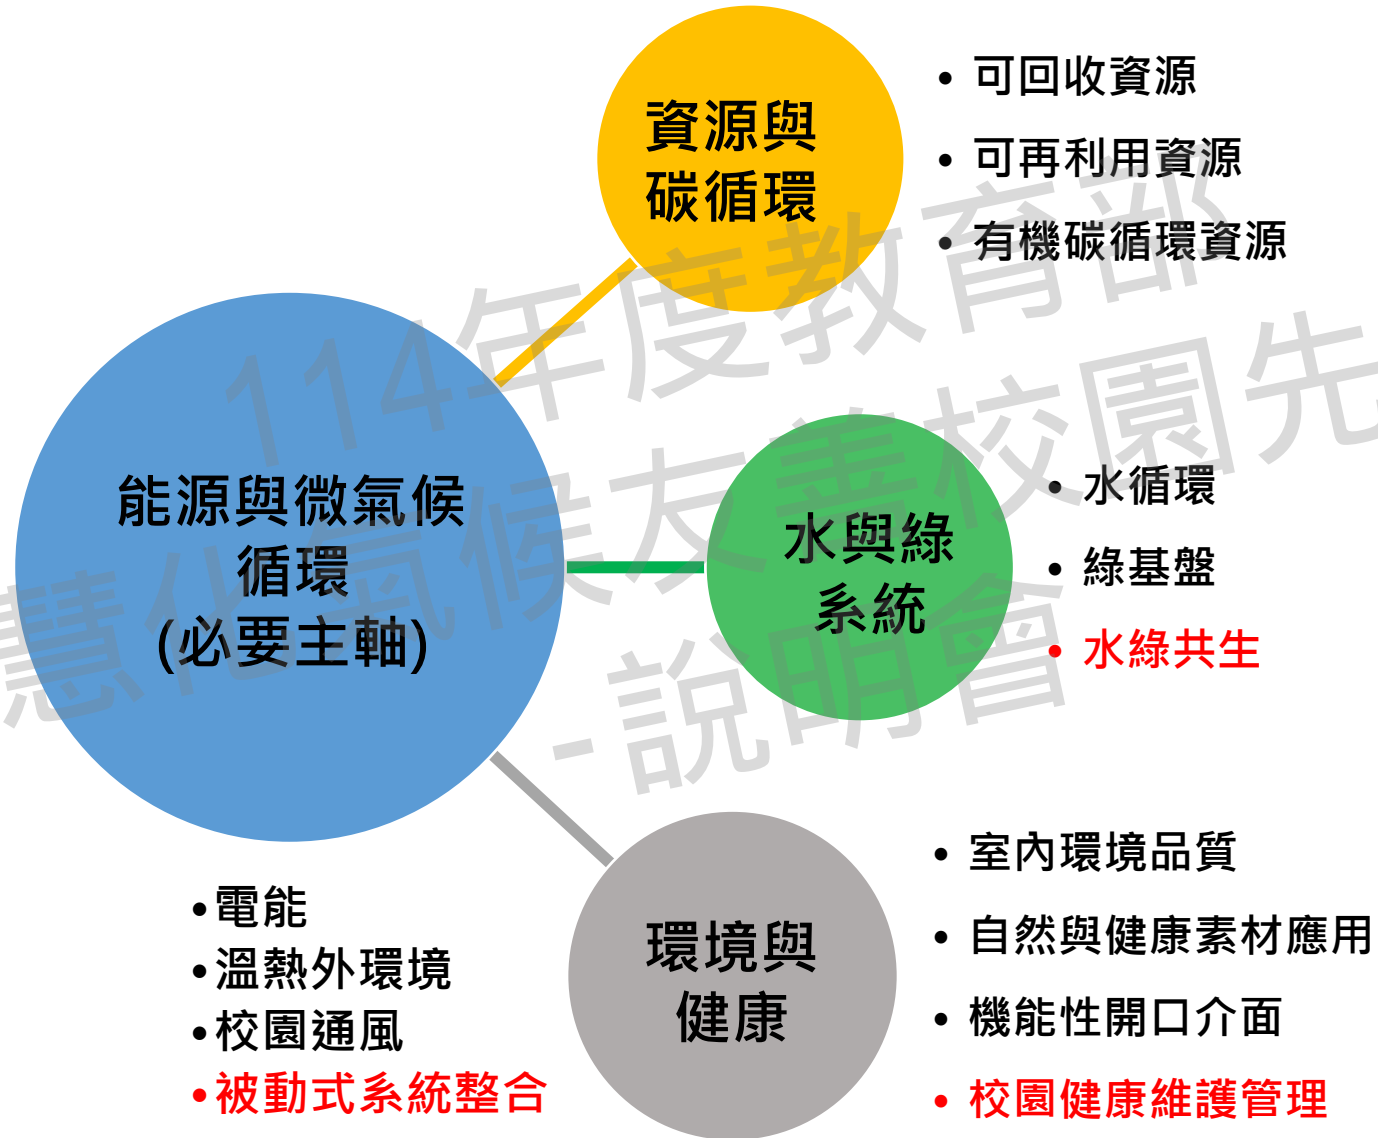 資源與
碳循環
• 可回收資源
• 可再利用資源
• 有機碳循環資源
能源與微氣候
循環
(必要主軸)
• 電能
• 溫熱外環境
• 校園通風
• 被動式系統整合
水與綠
系統
• 水循環
• 綠基盤
• 水綠共生
環境與
健康
• 室內環境品質
• 自然與健康素材應用
• 機能性開口介面
• 校園健康維護管理
114年度教育部
慧化氣候友善校園先
-說明會